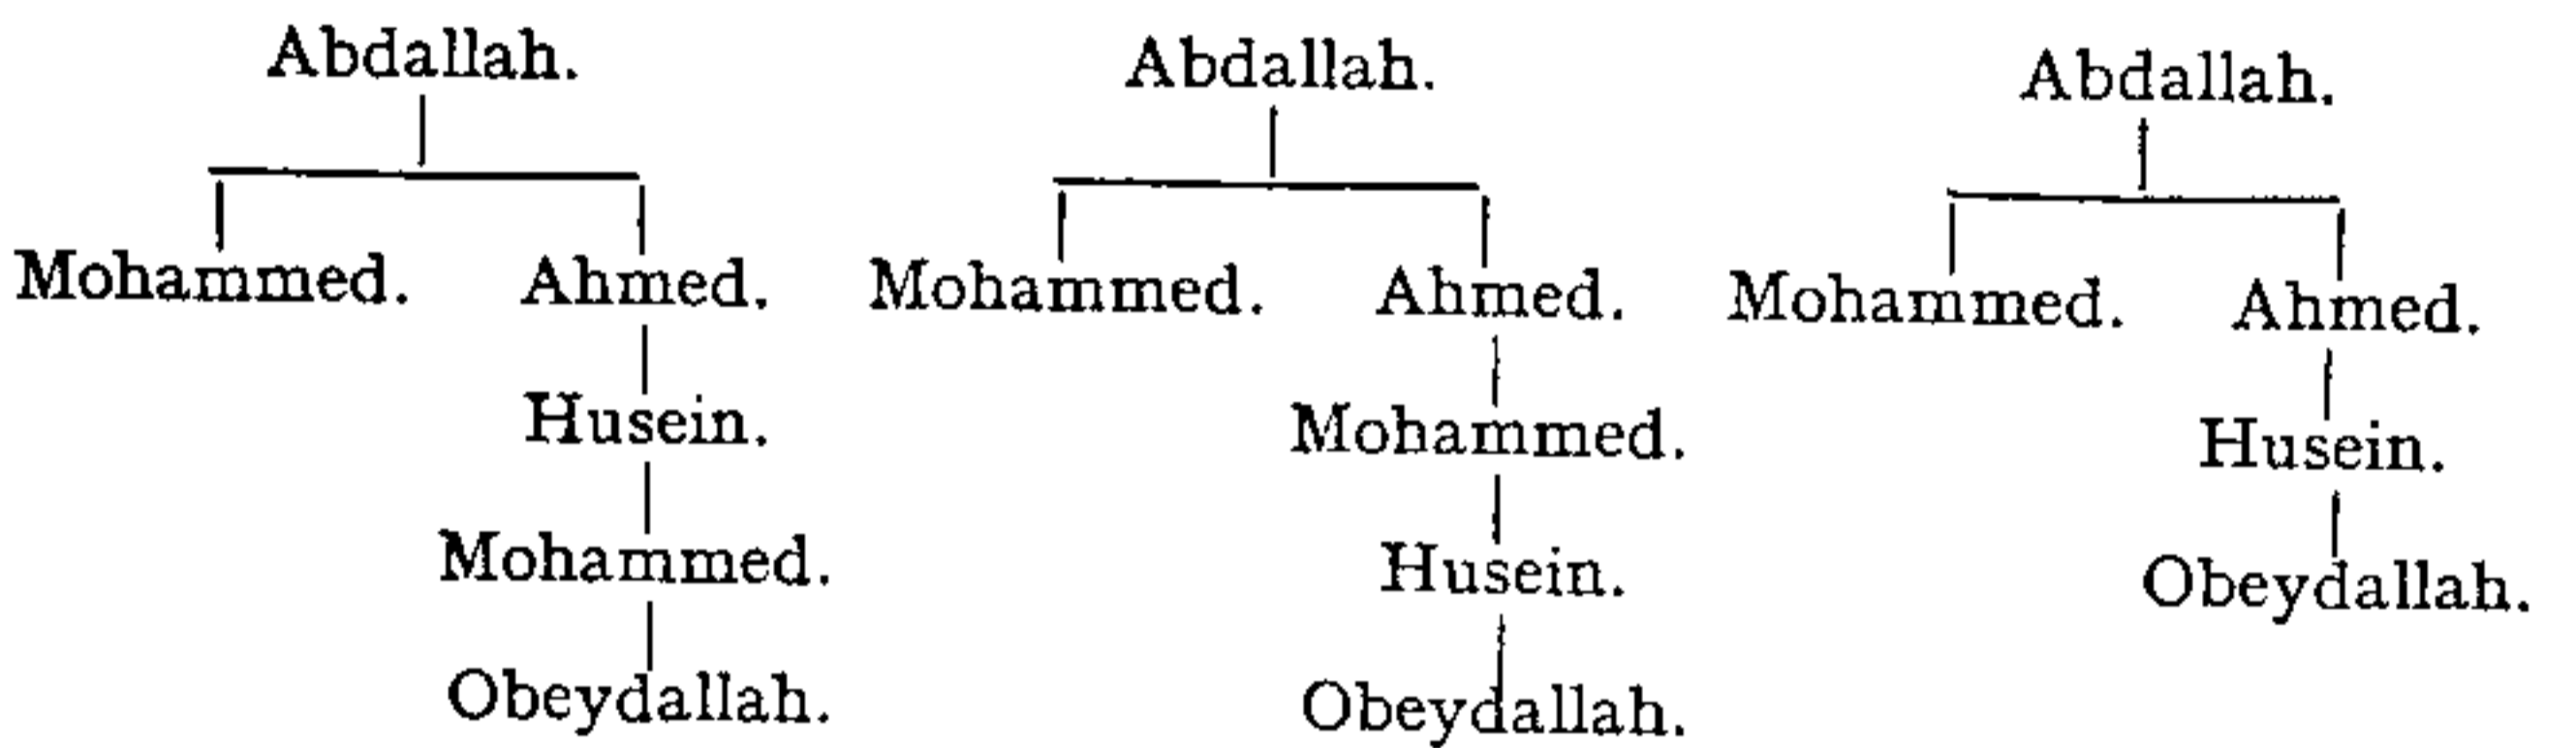 Abdallah. Abdallah. Abdallah.
Mohammed. Ahmed. Mohammed. Ahmed. Mohammed. Ahmed.
Husein. Mohammed. Husein.
Mohammed. Husein. Obeydallah.
Obeydallah. Obeydallah.